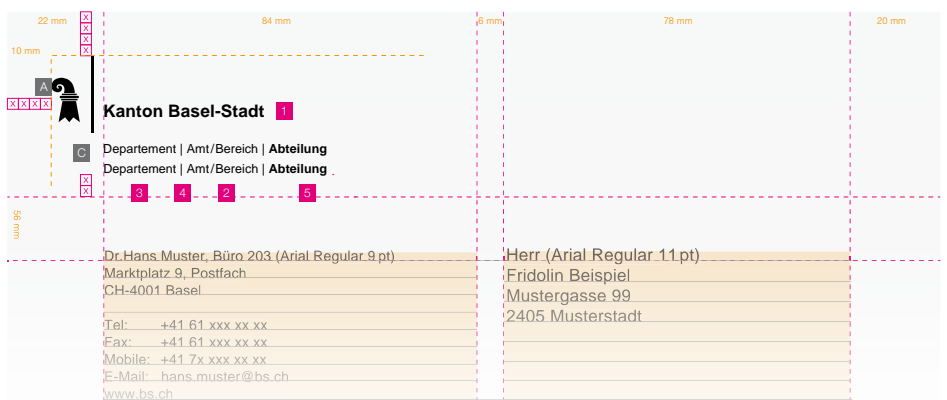 22 mm 84 mm 6 mm 78 mm 20 mm
X
X
X
X
10 mm
A
X X X X
Kanton Basel-Stadt 1
C
Departement | Amt/Bereich | Abteilung
Departement | Amt/Bereich | Abteilung
X
X
3 4 2 5
56 mm
Dr.Hans Muster, Büro 203 (Arial Regular 9 pt)
Marktplatz 9, Postfach
CH-4001 Basel
Tel: +41 61 xxx xx xx
Fax: +41 61 xxx xx xx
Mobile: +41 7x xxx xx xx
E-Mail: hans.muster@bs.ch
www.bs.ch
Herr (Arial Regular 11pt)
Fridolin Beispiel
Mustergasse 99
2405 Musterstadt